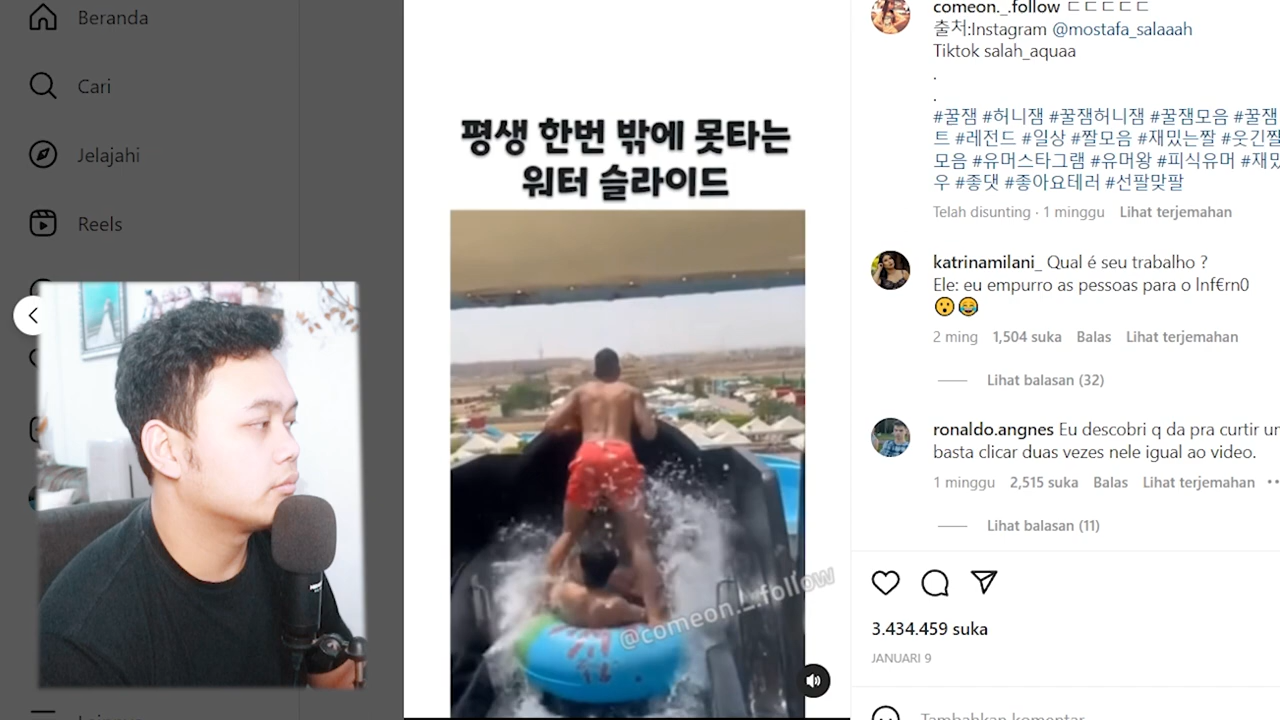 Beranda
Cari
Jelajahi
Reels
평생 한번 밖에 못타는
워터 슬라이드
@comeon._.follow
comeon._.follow ㄷㄷㄷㄷㄷ
출처:Instagram @mostafa_salaaah
Tiktok salah_aquaa
.
.
#꿀잼 #허니잼 #꿀잼허니잼 #꿀잼모음 #꿀잼
트 #레전드 #일상 #짤모음 #재밌는짤 #웃긴짤
모음 #유머스타그램 #유머왕 #피식유머 #재밌
우 #좋댓 #좋아요테러 #선팔맞팔
Telah disunting · 1 minggu Lihat terjemahan
katrinamilani_ Qual é seu trabalho ?
Ele: eu empurro as pessoas para o lnf€rn0
😮😂
2 ming 1,504 suka Balas Lihat terjemahan
Lihat balasan (32)
ronaldo.angnes Eu descobri q da pra curtir ur
basta clicar duas vezes nele igual ao video.
1 minggu 2,515 suka Balas Lihat terjemahan
Lihat balasan (11)
3.434.459 suka
JANUARI 9
Tambahkan komentar